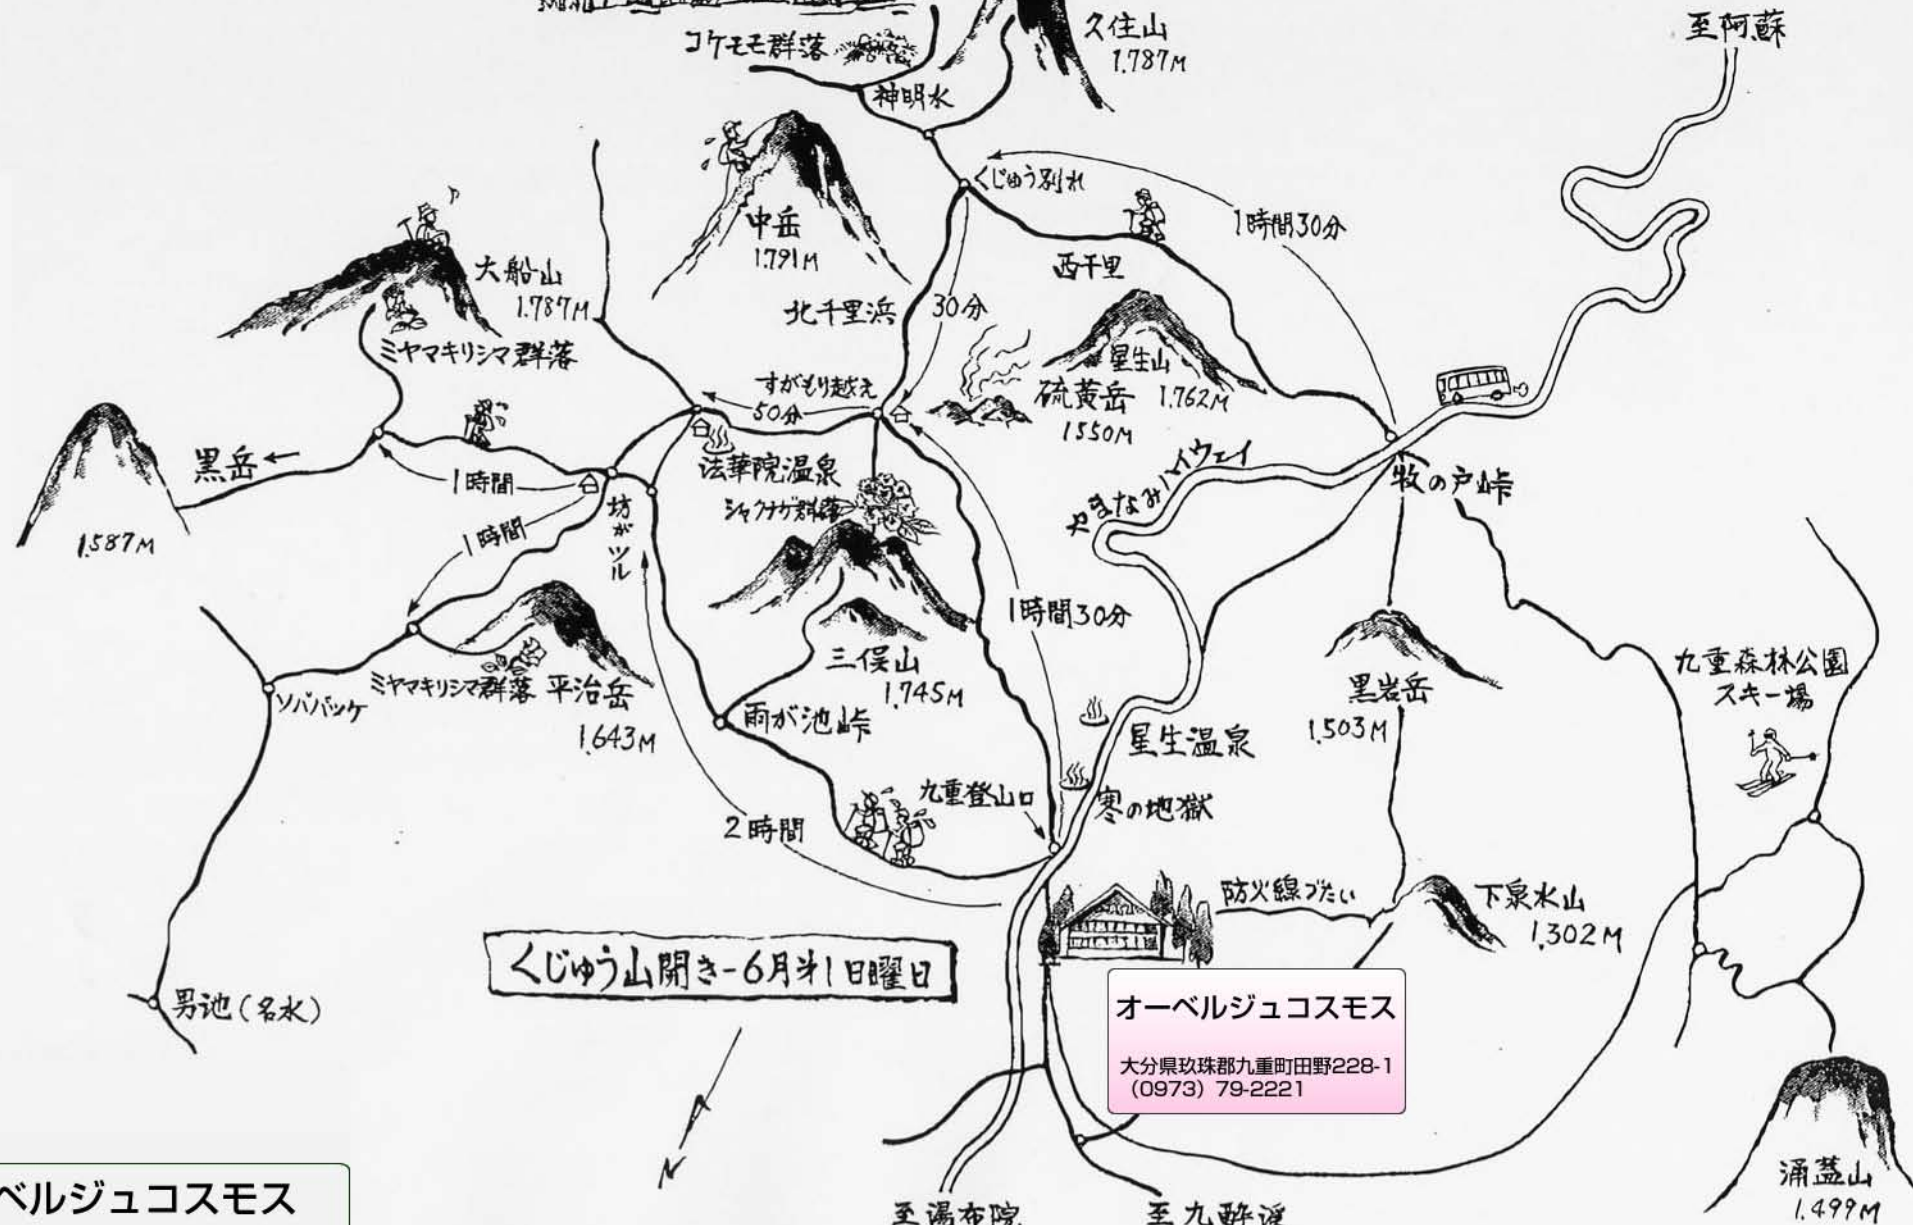 コケモモ群落
久住山
1.787M
至阿蘇
神明水
くじゅう別れ
1時間30分
中岳
1.791M
西千里
大船山
1.787M
北千里浜
30分
ミヤマキリシマ群落
星生山
1.762M
すがもり越え
50分
硫黄岳
1550M
やまなみハイウェイ
牧の戸峠
黒岳←
1.587M
1時間
法華院温泉
シャクナゲ群落
坊がツル
1時間
1時間30分
三俣山
1.745M
ソババッケ
ミヤマキリシマ群落
平治岳
1.643M
雨が池峠
星生温泉
黒岩岳
1.503M
九重森林公園
スキー場
九重登山口
寒の地獄
2時間
防火線づたい
下泉水山
1.302M
くじゅう山開き-6月第1日曜日
男池(名水)
オーベルジュコスモス
大分県玖珠郡九重町田野228-1
(0973)79-2221
N
涌蓋山
1.499M
ベルジュコスモス
至湯布院
至九酔渓